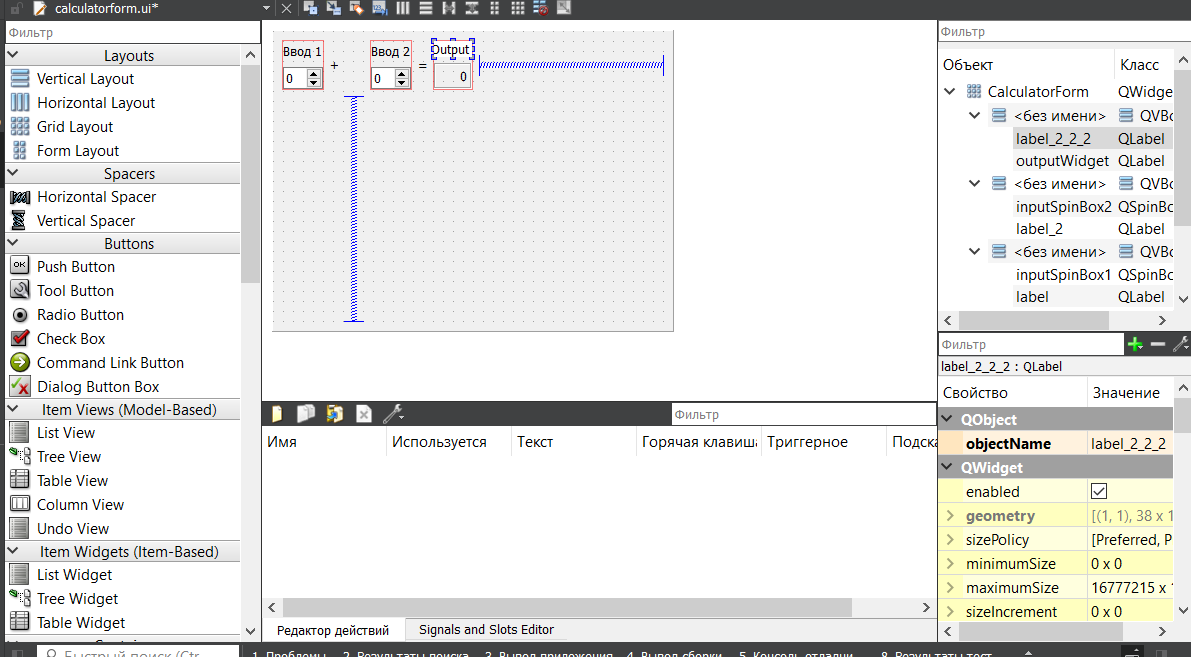 calculatorform.ui*
Фильтр
Layouts
Vertical Layout
Horizontal Layout
Grid Layout
Form Layout
Spacers
Horizontal Spacer
Vertical Spacer
Buttons
OK Push Button
Tool Button
Radio Button
Check Box
Command Link Button
Dialog Button Box
Item Views (Model-Based)
List View
Tree View
Table View
Column View
Undo View
Item Widgets (Item-Based)
List Widget
Tree Widget
Table Widget
Ввод 1
Ввод 2
Output
0
+
0
=
0
Имя
Используется
Текст
Горячая клавиш
Триггерное
Подска
Фильтр
Редактор действий
Signals and Slots Editor
Фильтр
Объект
Класс
CalculatorForm
QWidge
<без имени>
QVBo
label_2_2_2
QLabel
outputWidget
QLabel
<без имени>
QVBo
inputSpinBox2
QSpinBo
label_2
QLabel
<без имени>
QVBo
inputSpinBox1
QSpinBo
label
QLabel
Фильтр
label_2_2_2 : QLabel
Свойство
Значение
QObject
objectName
label_2_2_2
QWidget
enabled
geometry
[(1, 1), 38 x 1
sizePolicy
[Preferred, P
minimumSize
0 x 0
maximumSize
16777215 x
sizeIncrement
0 x 0
Быстрый поиск (Ctr
1 Проблемы
2 Результаты поиска
3 Вывод приложения
4 Вывод сборки
5 Консоль отладки
8 Результаты тест